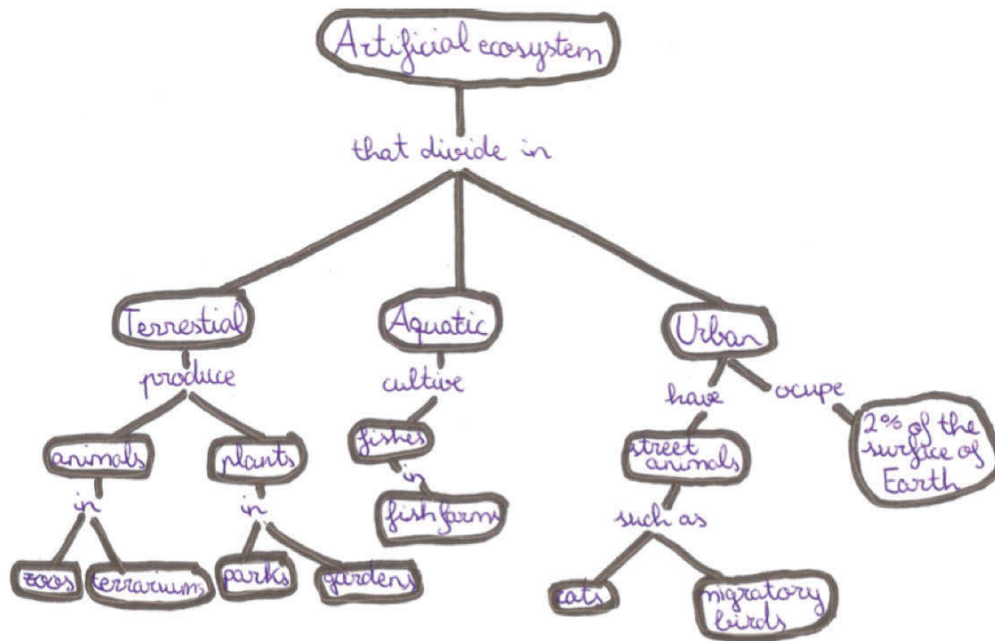 Artificial ecosystem
that divide in
Terrestial
Aquatic
Urban
produce
cultive
have
ocupe
animals
plants
fishes
street
animals
2% of the
surface of
Earth
in
in
in
fish farms
such as
zoos
terrariums
parks
gardens
cats
migratory
birds